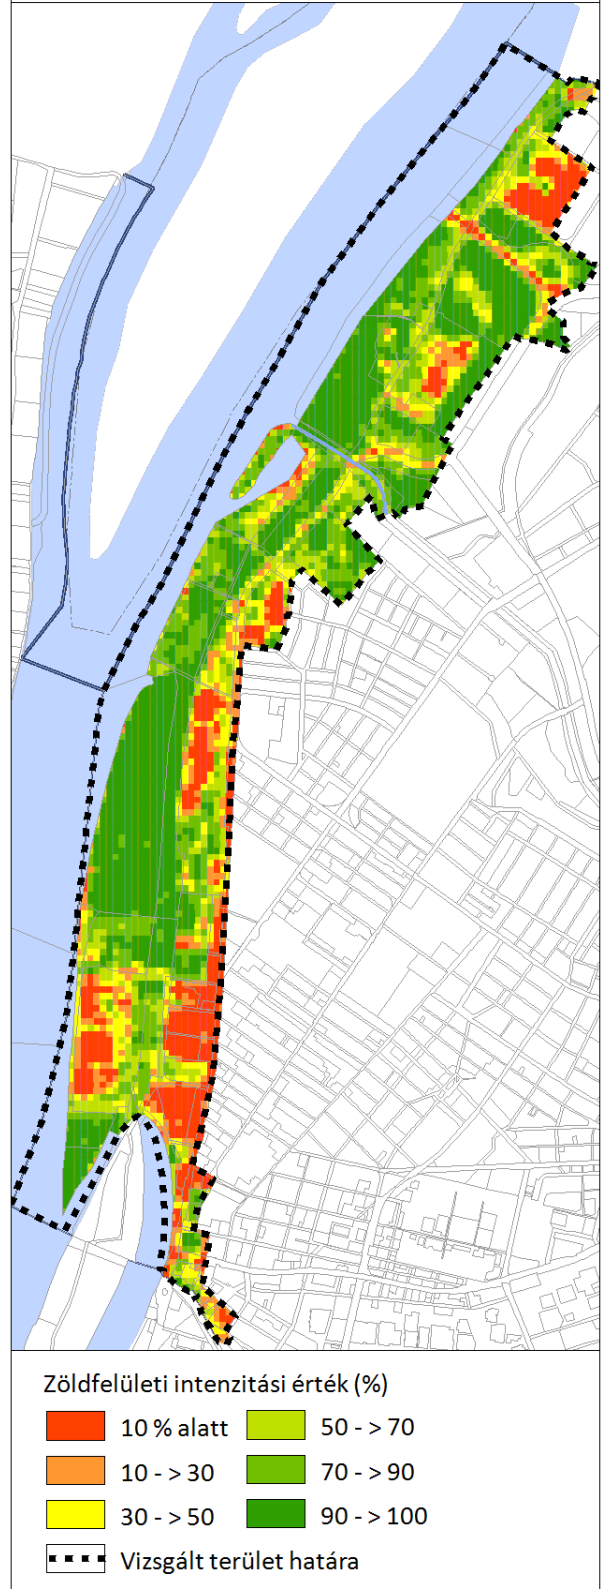 Zöldfelületi intenzitási érték (%)
10 % alatt
50 - > 70
10 - > 30
70 - > 90
30 - > 50
90 - > 100
Vizsgált terület határa